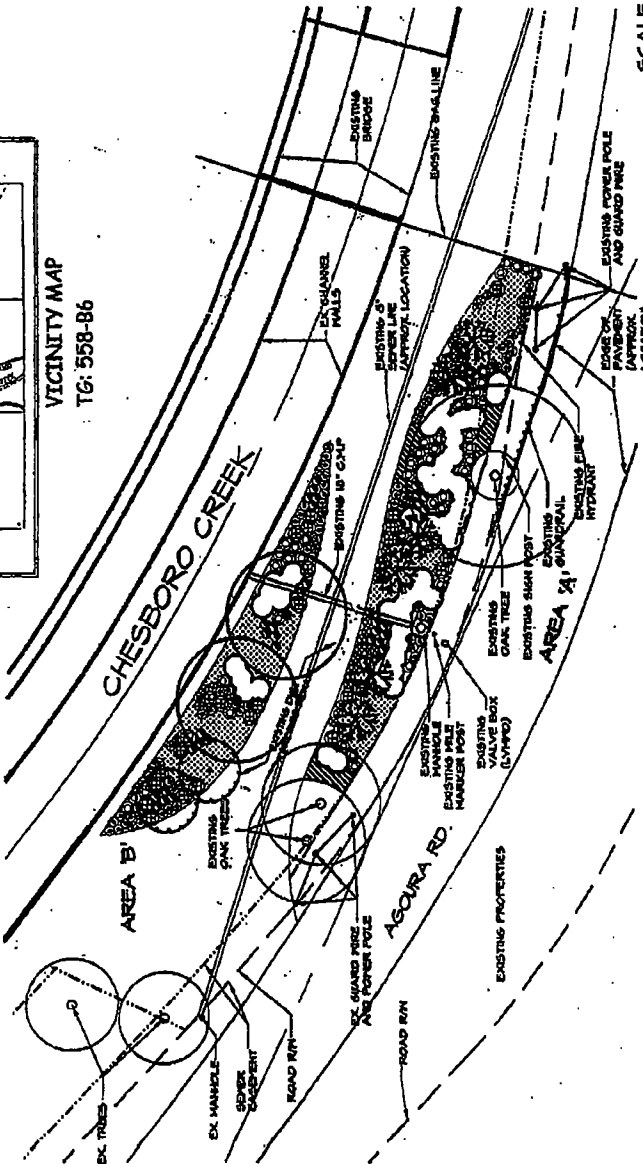 VICINITY MAP
TG: 558-B6
CHESBORO CREEK
EXISTING
BRIDGE
EXISTING
EX. CHANNEL
WALLS
EXISTING 8"
SEWER LINE
(APPROX. LOCATION)
EXISTING 18" CMP
AREA 'B'
EXISTING
OAK TREES
EX. TREES
EX. MANHOLE
SEWER
EASEMENT
ROAD R/W
EX. GUARD WIRE
AND POWER POLE
AGOURA RD.
ROAD R/W
EXISTING PROPERTIES
EXISTING
MANHOLE
EXISTING MILE
MARKER POST
EXISTING
VALVE BOX
(LVMWD)
EXISTING
OAK TREE
EXISTING SIGN POST
AREA 'A'
EXISTING
GUARDRAIL
EXISTING FIRE
HYDRANT
EDGE OF
PAVEMENT
(APPROX.
EXISTING POWER POLE
AND GUARD WIRE
SCALE